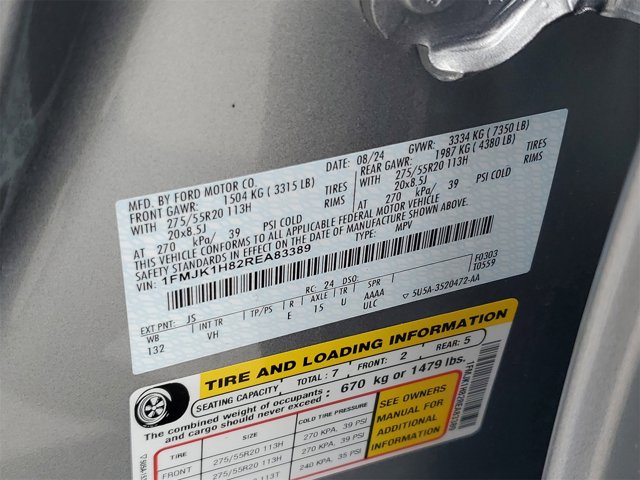 MFD. BY FORD MOTOR CO.
DATE: 08/24 GVWR: 3334 KG ( 7350 LB)
FRONT GAWR: 1504 KG ( 3315 LB)
REAR GAWR: 1987 KG ( 4380 LB)
WITH 275/55R20 113H TIRES
WITH 275/55R20 113H TIRES
20x8.5J RIMS
20x8.5J RIMS
AT 270 kPa/ 39 PSI COLD
AT 270 kPa/ 39 PSI COLD
THIS VEHICLE CONFORMS TO ALL APPLICABLE FEDERAL MOTOR VEHICLE
SAFETY STANDARDS IN EFFECT ON THE DATE OF MANUFACTURE SHOWN ABOVE.
VIN: 1FMJK1H82REA83389 TYPE: MPV
F0303
T0559
EXT PNT: JS RC: 24 DSO:
WB INT TR TP/PS R AXLE TR SPR
132 VH E 15 U AAAA
ULC ▽ 5U5A-3520472-AA
TIRE AND LOADING INFORMATION
SEATING CAPACITY TOTAL: 7 FRONT: 2 REAR: 5
The combined weight of occupants and cargo should never exceed : 670 kg or 1479 lbs.
TIRE SIZE COLD TIRE PRESSURE
FRONT 275/55R20 113H 270 KPA, 39 PSI
275/55R20 113H 270 KPA, 39 PSI
113T 240 KPA, 35 PSI
SEE OWNERS
MANUAL FOR
ADDITIONAL
INFORMATION
1FMJK1H82REA83389